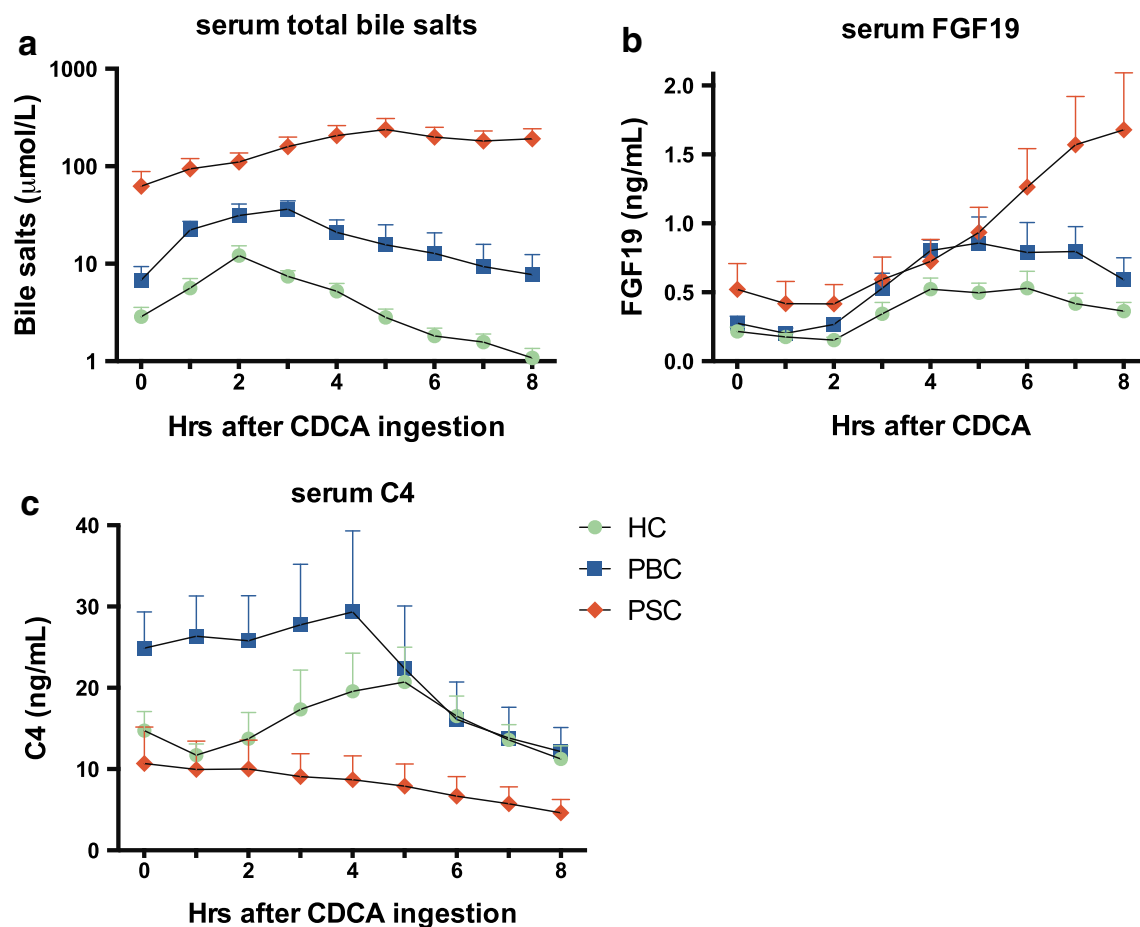 a
serum total bile salts
Bile salts (μmol/L)
1000
100
10
1
0 2 4 6 8
Hrs after CDCA ingestion
b
serum FGF19
FGF19 (ng/mL)
2.0
1.5
1.0
0.5
0.0
0 2 4 6 8
Hrs after CDCA
c
serum C4
C4 (ng/mL)
40
30
20
10
0
0 2 4 6 8
Hrs after CDCA ingestion
HC
PBC
PSC